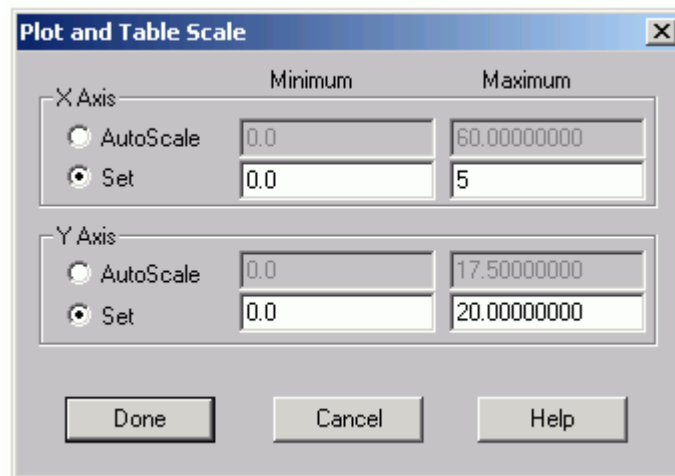 Plot and Table Scale
Minimum Maximum
X Axis
AutoScale 0.0 60.00000000
Set 0.0 5
Y Axis
AutoScale 0.0 17.50000000
Set 0.0 20.00000000
Done Cancel Help